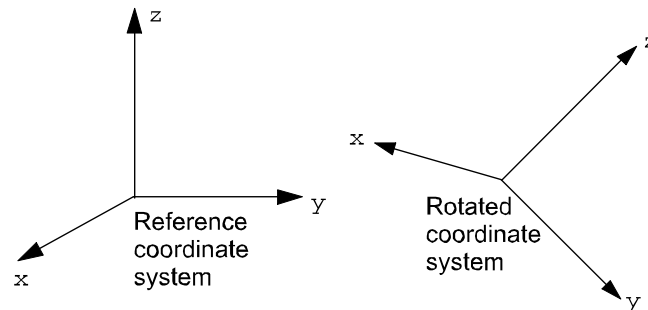 z
y
Reference
coordinate
system
x
z
x
Rotated
coordinate
system
y